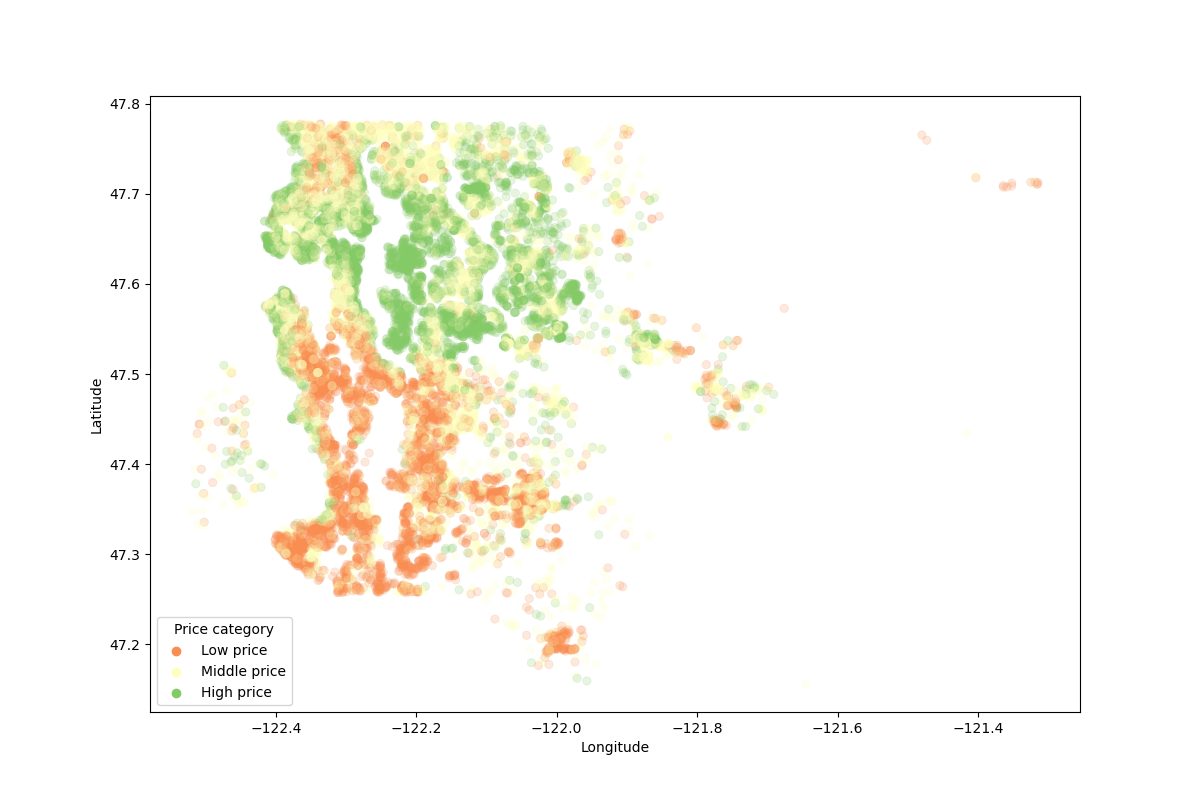 47.8
47.7
47.6
47.5
47.4
47.3
47.2
Latitude
Price category
Low price
Middle price
High price
−122.4 −122.2 −122.0 −121.8 −121.6 −121.4
Longitude